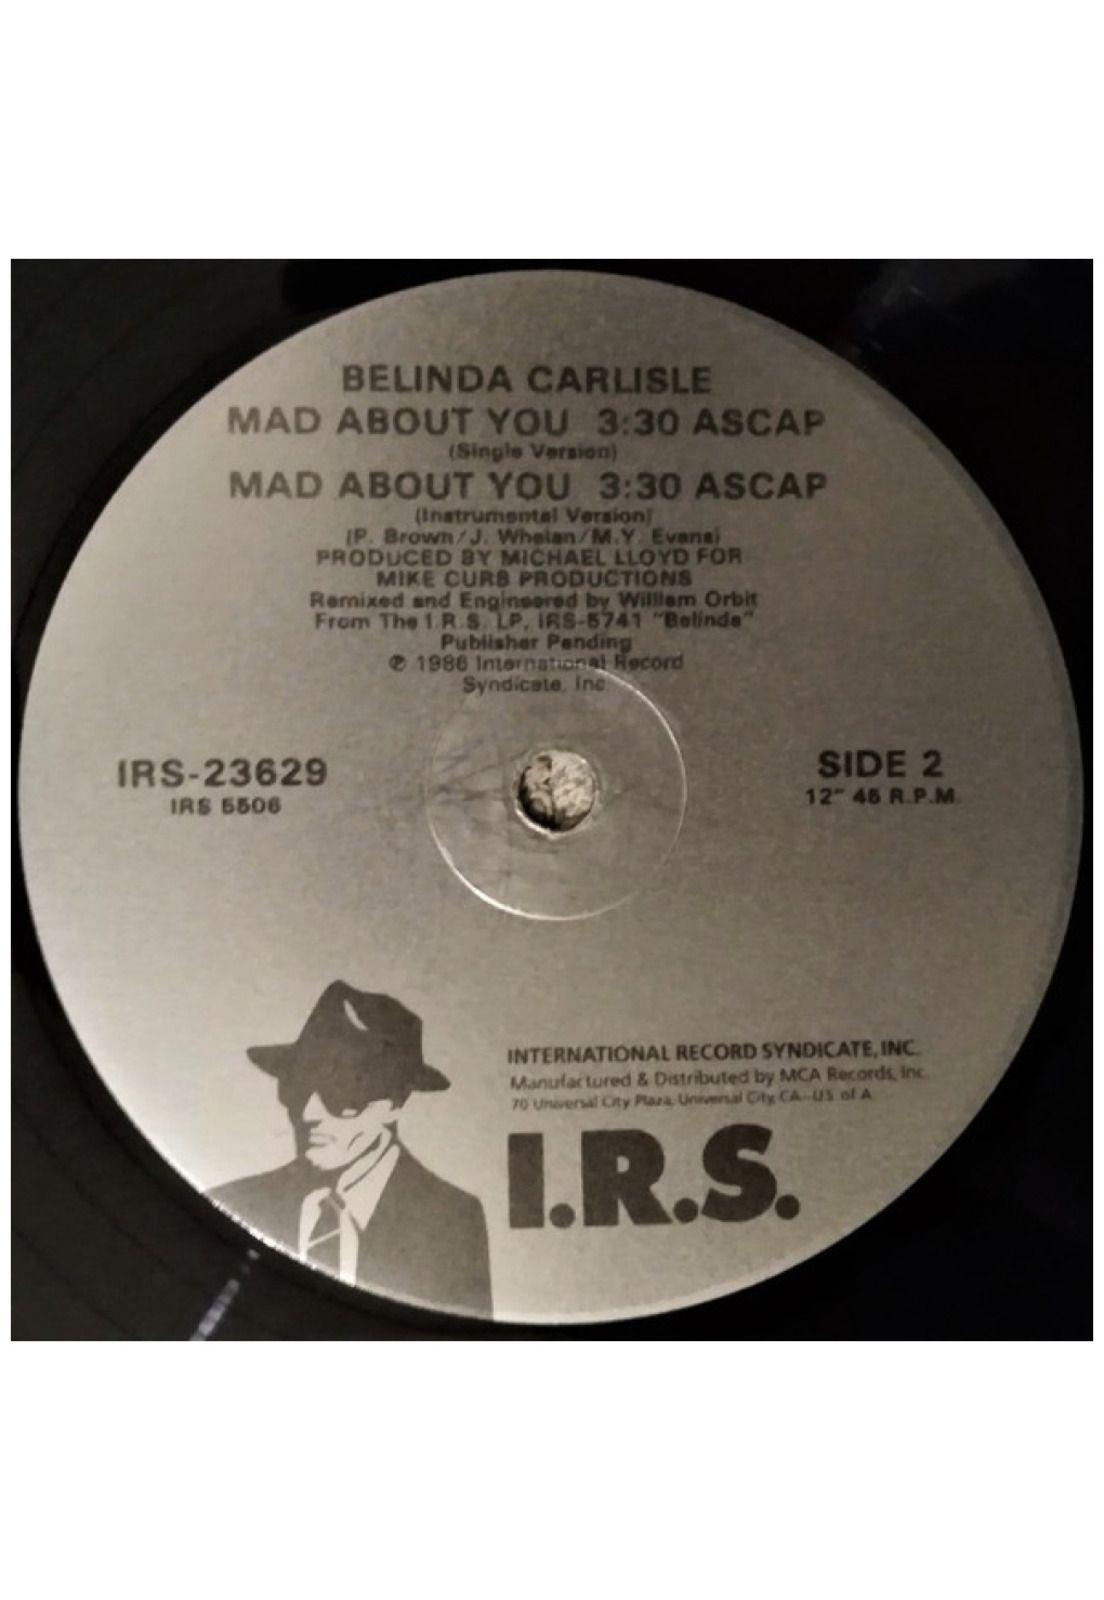 BELINDA CARLISLE
MAD ABOUT YOU 3:30 ASCAP
(Single Version)
MAD ABOUT YOU 3:30 ASCAP
(Instrumental Version)
(P. Brown/J. Whelan/M.Y. Evans)
PRODUCED BY MICHAEL LLOYD FOR
MIKE CURB PRODUCTIONS
Remixed and Engineered by William Orbit
From The I.R.S. LP, IRS-5741 "Belinda"
Publisher Pending
℗ 1986 International Record
Syndicate, Inc.
IRS-23629
IRS 5506
SIDE 2
12" 45 R.P.M.
INTERNATIONAL RECORD SYNDICATE, INC.
Manufactured & Distributed by MCA Records, Inc.
70 Universal City Plaza, Universal City, CA–U.S. of A.
I.R.S.